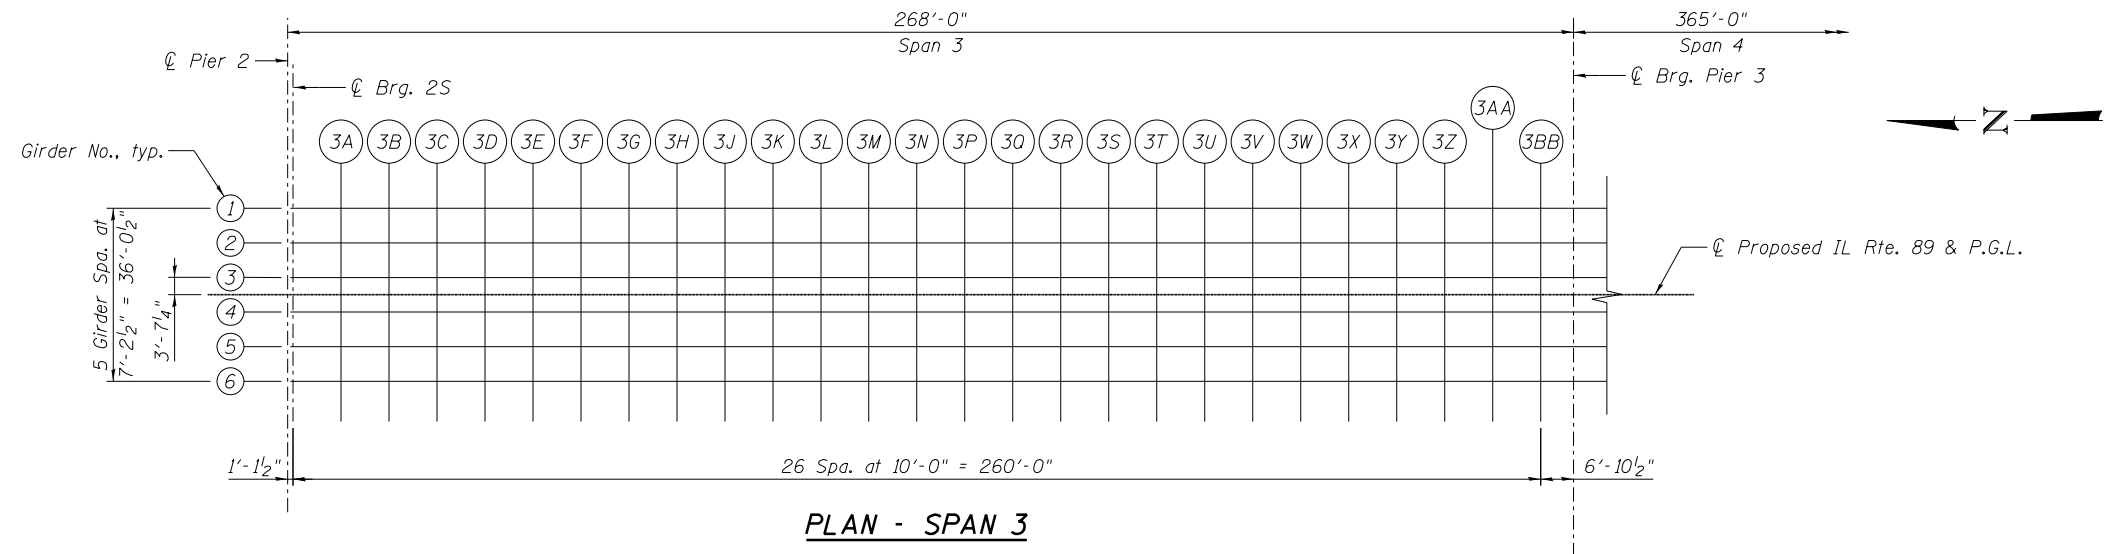 268'-0"
Span 3
365'-0"
Span 4
℄ Pier 2
℄ Brg. 2S
℄ Brg. Pier 3
3A 3B 3C 3D 3E 3F 3G 3H 3J 3K 3L 3M 3N 3P 3Q 3R 3S 3T 3U 3V 3W 3X 3Y 3Z 3AA 3BB
N
Girder No., typ.
1
2
3
4
5
6
5 Girder Spa. at
7'-2½" = 36'-0½"
3'-7¼"
℄ Proposed IL Rte. 89 & P.G.L.
1'-1½"
26 Spa. at 10'-0" = 260'-0"
6'-10½"
PLAN - SPAN 3